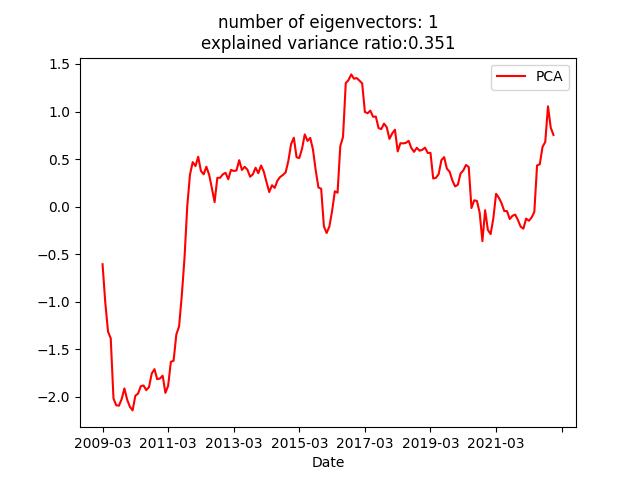 number of eigenvectors: 1
explained variance ratio:0.351
PCA
1.5
1.0
0.5
0.0
−0.5
−1.0
−1.5
−2.0
2009-03 2011-03 2013-03 2015-03 2017-03 2019-03 2021-03
Date